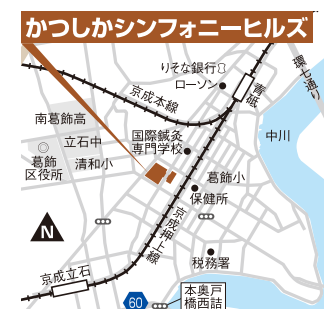 かつしかシンフォニーヒルズ
りそな銀行
ローソン
青砥
環七通り
京成本線
南葛飾高
立石中
国際鍼灸
専門学校
中川
葛飾
区役所
清和小
葛飾小
保健所
N
京成押上線
税務署
京成立石
60
本奥戸
橋西詰